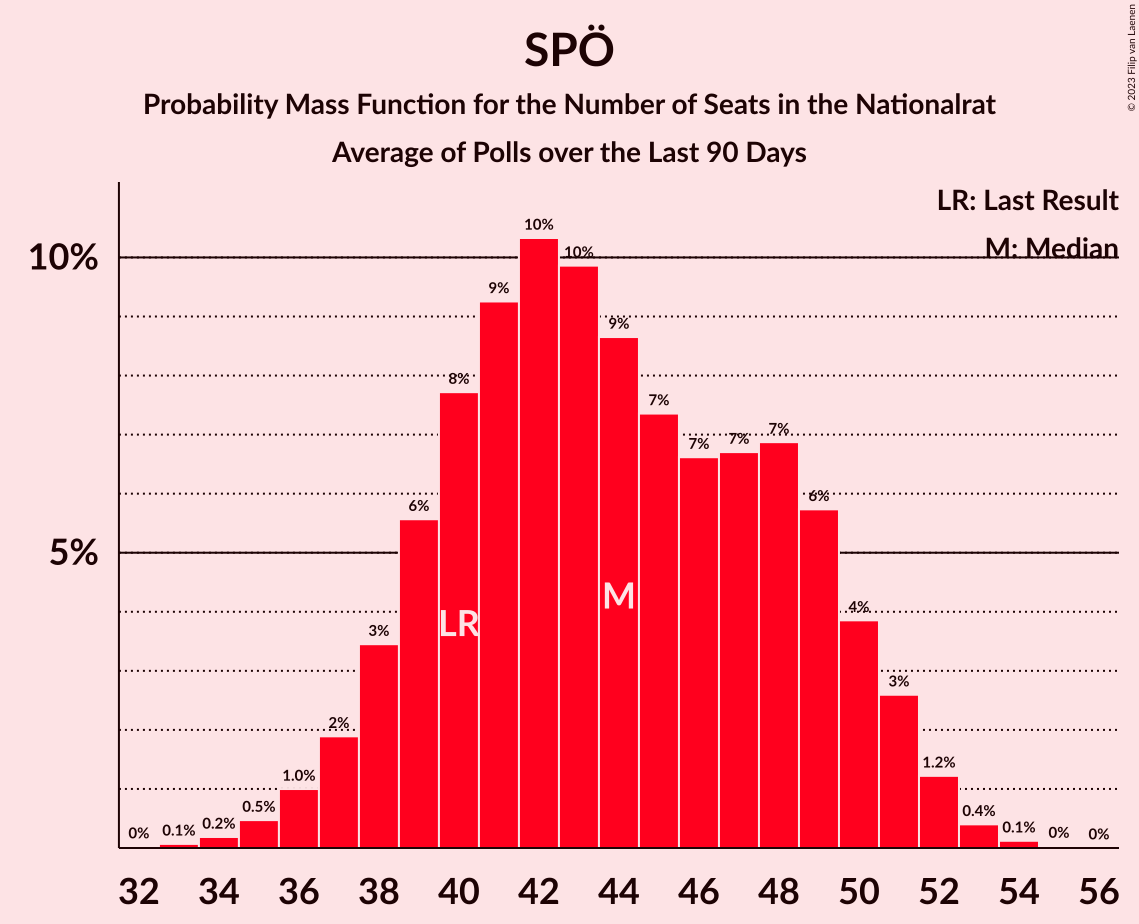 SPÖ
Probability Mass Function for the Number of Seats in the Nationalrat
Average of Polls over the Last 90 Days
© 2023 Filip van Laenen
LR: Last Result
M: Median
10%
5%
0% 0.1% 0.2% 0.5% 1.0% 2% 3% 6% 8% 9% 10% 10% 9% 7% 7% 7% 7% 6% 4% 3% 1.2% 0.4% 0.1% 0% 0%
LR M
32 34 36 38 40 42 44 46 48 50 52 54 56